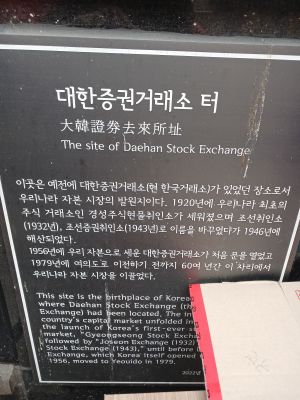 대한증권거래소 터
大韓證券去來所址
The site of Daehan Stock Exchange
이곳은 예전에 대한증권거래소(현 한국거래소)가 있었던 장소로서
우리나라 자본 시장의 발원지이다. 1920년에 우리나라 최초의
주식 거래소인 경성주식현물취인소가 세워졌으며 조선취인소
(1932년), 조선증권취인소(1943년)로 이름을 바꾸었다가 1946년에
해산되었다.
1956년에 우리 자본으로 세운 대한증권거래소가 처음 문을 열었고
1979년에 여의도로 이전하기 전까지 60여 년간 이 자리에서
우리나라 자본 시장을 이끌었다.
This site is the birthplace of Korea
where Daehan Stock Exchange (th
Exchange) had been located. The in
country's capital market unfolded in
the launch of Korea's first-ever s
market, "Gyeongseong Stock Exch
followed by "Joseon Exchange (1932)
Stock Exchange (1943)," until before
Exchange, which Korea itself opened
1956, moved to Yeouido in 1979.
2022년